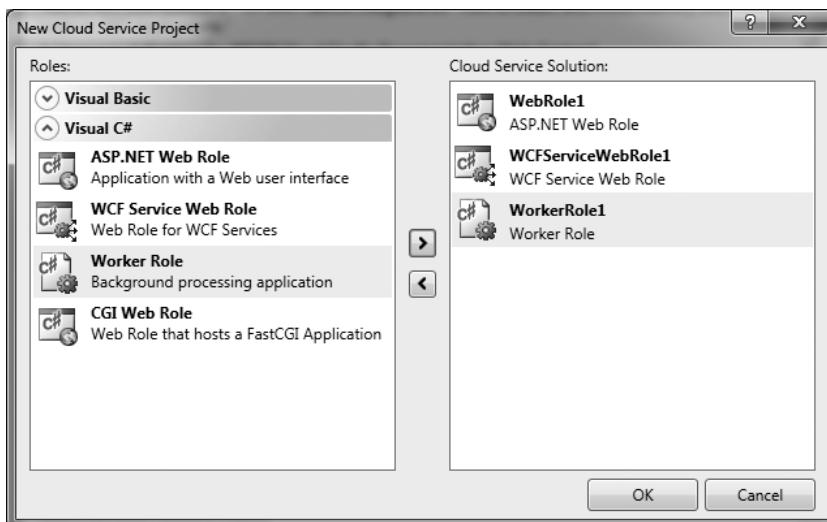 New Cloud Service Project
Roles:
Visual Basic
Visual C#
ASP.NET Web Role
Application with a Web user interface
WCF Service Web Role
Web Role for WCF Services
Worker Role
Background processing application
CGI Web Role
Web Role that hosts a FastCGI Application
Cloud Service Solution:
WebRole1
ASP.NET Web Role
WCFServiceWebRole1
WCF Service Web Role
WorkerRole1
Worker Role
OK
Cancel